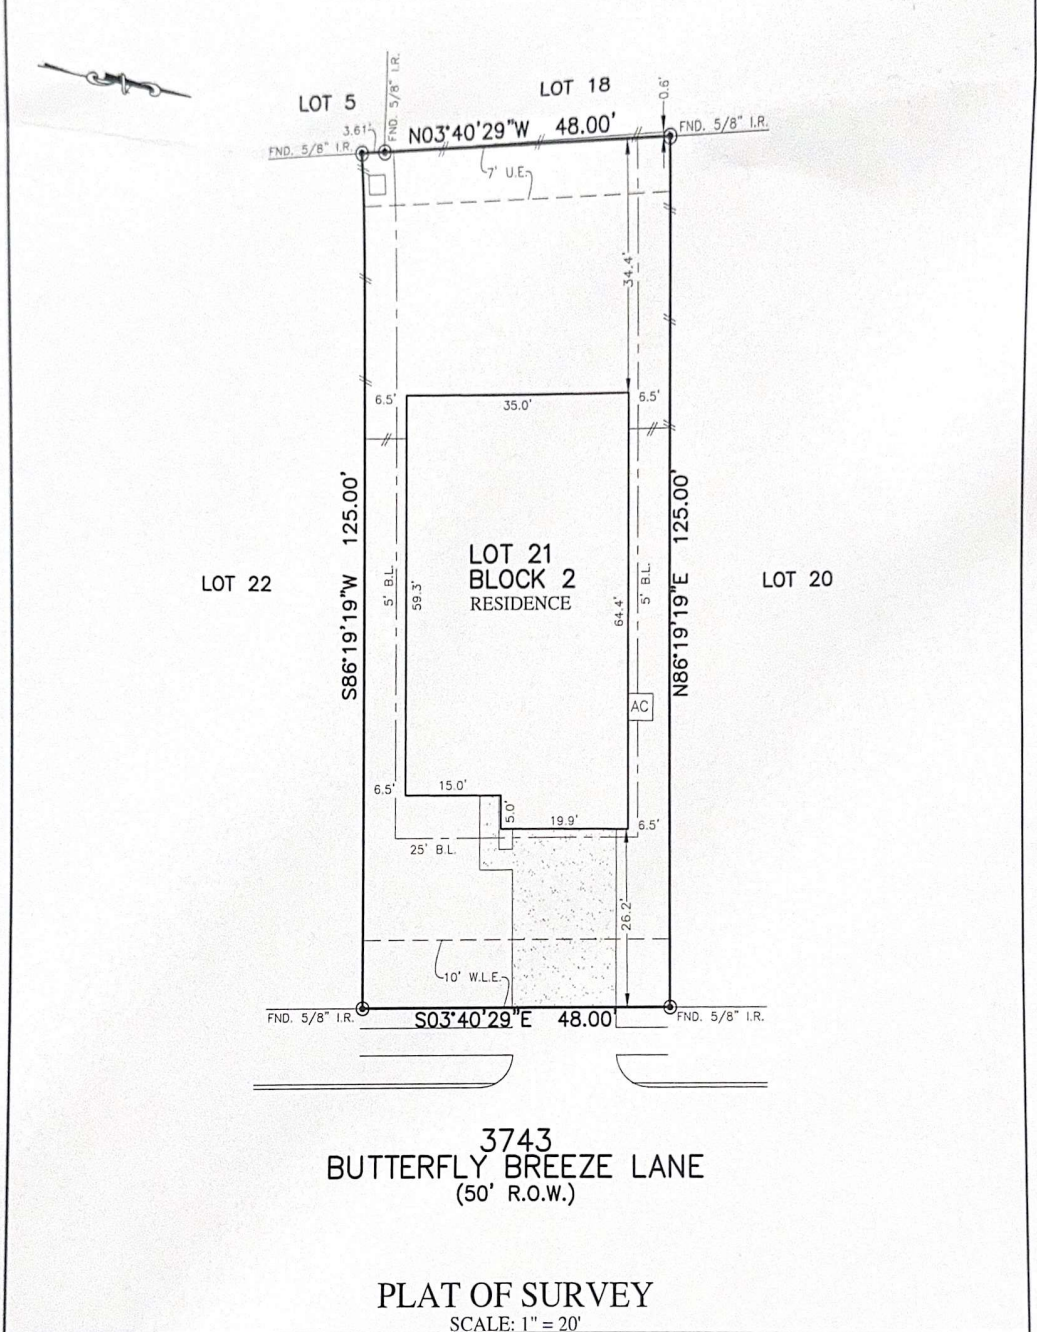 LOT 5
LOT 18
FND. 5/8" I.R.
0.6'
3.61'
N03°40'29"W 48.00'
FND. 5/8" I.R.
FND. 5/8" I.R.
7' U.E.
34.4'
6.5'
35.0'
6.5'
S86°19'19"W 125.00'
N86°19'19"E 125.00'
LOT 22
LOT 21
BLOCK 2
RESIDENCE
LOT 20
5' B.L.
59.3'
64.4'
5' B.L.
AC
6.5'
15.0'
5.0'
19.9'
6.5'
25' B.L.
26.2'
10' W.L.E.
FND. 5/8" I.R.
S03°40'29"E 48.00'
FND. 5/8" I.R.
3743
BUTTERFLY BREEZE LANE
(50' R.O.W.)
PLAT OF SURVEY
SCALE: 1" = 20'